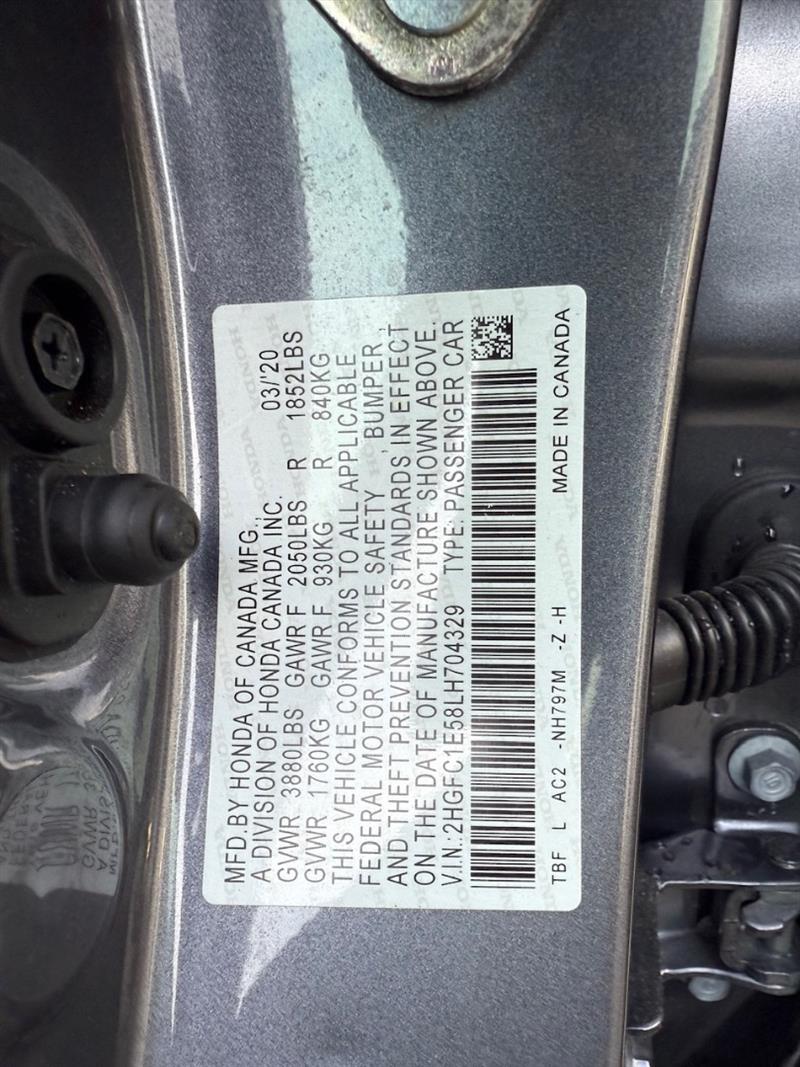 MFD.BY HONDA OF CANADA MFG., 03/'20
A DIVISION OF HONDA CANADA INC.
GVWR 3880LBS GAWR F 2050LBS R 1852LBS
GVWR 1760KG GAWR F 930KG R 840KG
THIS VEHICLE CONFORMS TO ALL APPLICABLE
FEDERAL MOTOR VEHICLE SAFETY , BUMPER ,
AND THEFT PREVENTION STANDARDS IN EFFECT
ON THE DATE OF MANUFACTURE SHOWN ABOVE.
V.I.N.:2HGFC1E58LH704329 TYPE: PASSENGER CAR
TBF L AC2 -NH797M -Z -H MADE IN CANADA